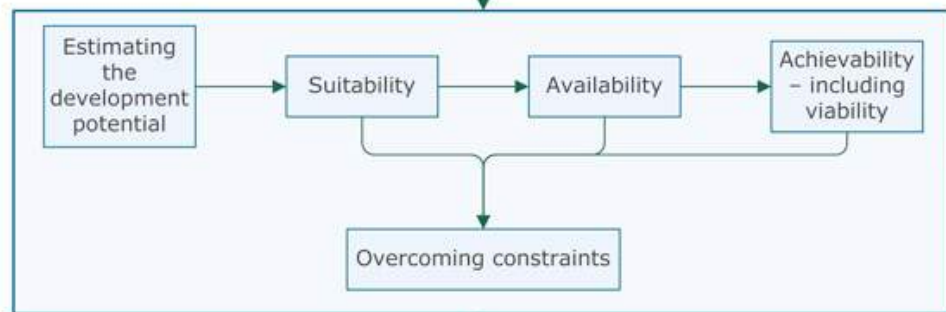 Estimating
the
development
potential
Suitability
Availability
Achievability
– including
viability
Overcoming constraints